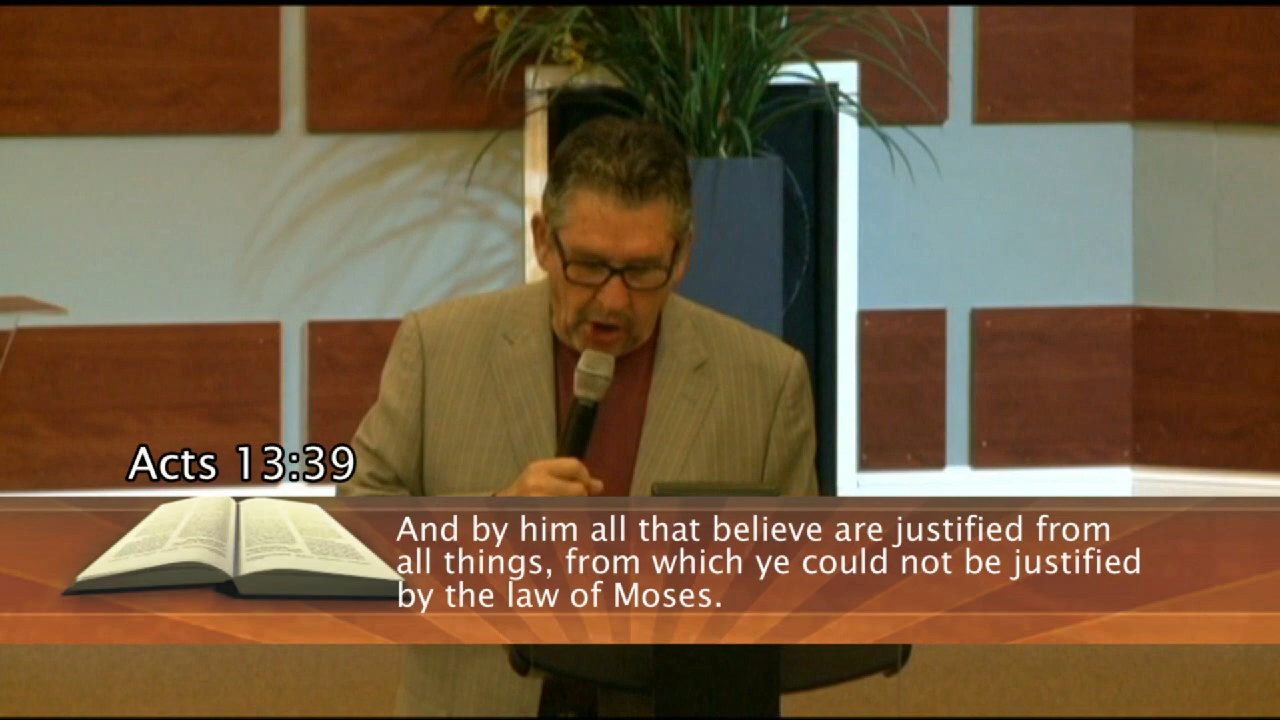 Acts 13:39
And by him all that believe are justified from
all things, from which ye could not be justified
by the law of Moses.